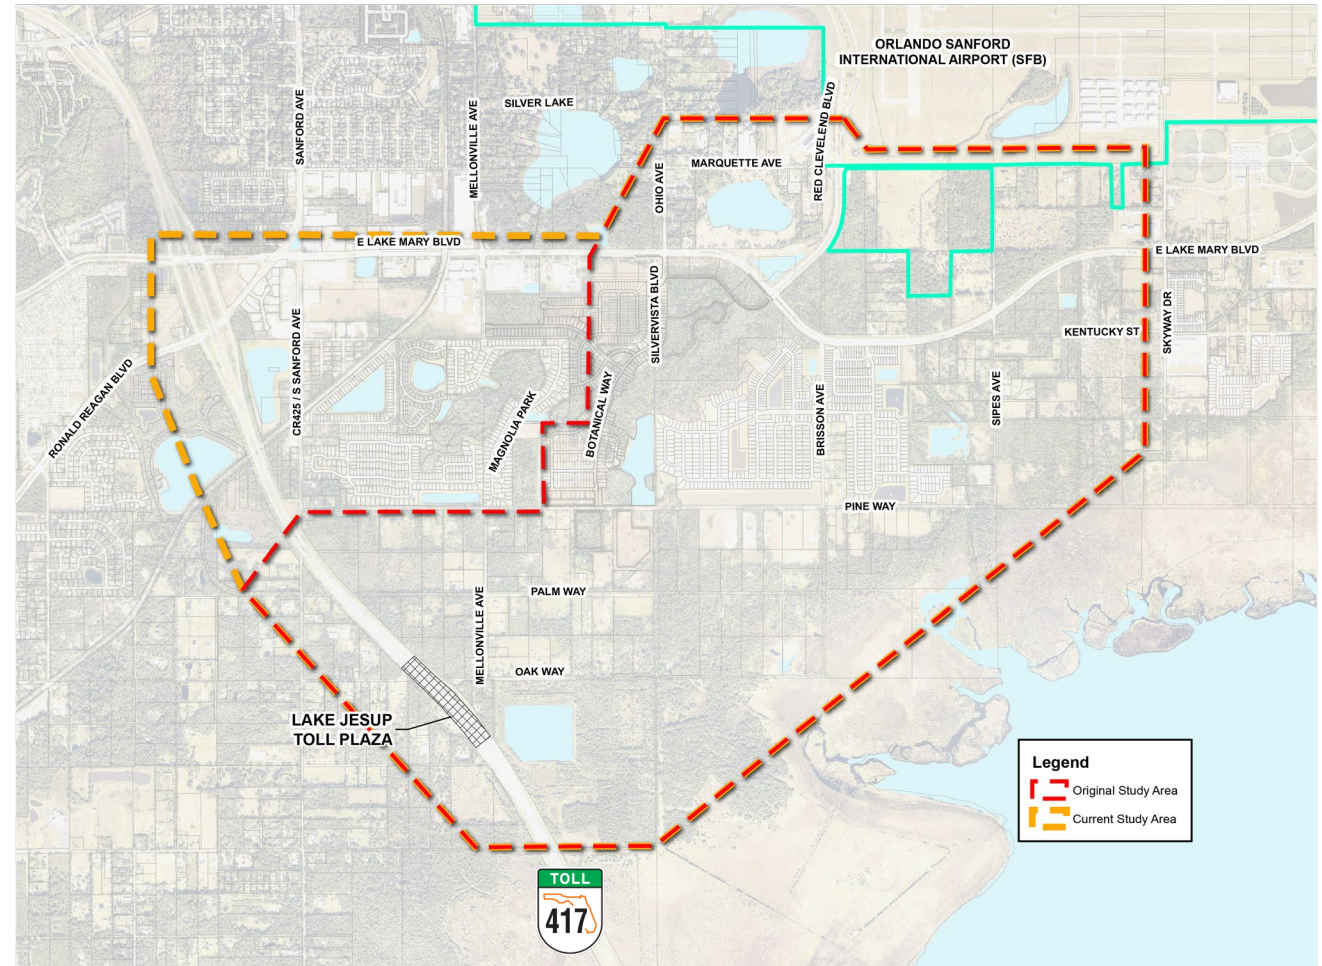 ORLANDO SANFORD
INTERNATIONAL AIRPORT (SFB)
SILVER LAKE
SANFORD AVE
MELLONVILLE AVE
RED CLEVELEND BLVD
MARQUETTE AVE
OHIO AVE
E LAKE MARY BLVD
E LAKE MARY BLVD
SILVERVISTA BLVD
SKYWAY DR
KENTUCKY ST
CR425 / S SANFORD AVE
RONALD REAGAN BLVD
MAGNOLIA PARK
BOTANICAL WAY
BRISSON AVE
SIPES AVE
PINE WAY
PALM WAY
MELLONVILLE AVE
OAK WAY
LAKE JESUP
TOLL PLAZA
Legend
Original Study Area
Current Study Area
TOLL
417